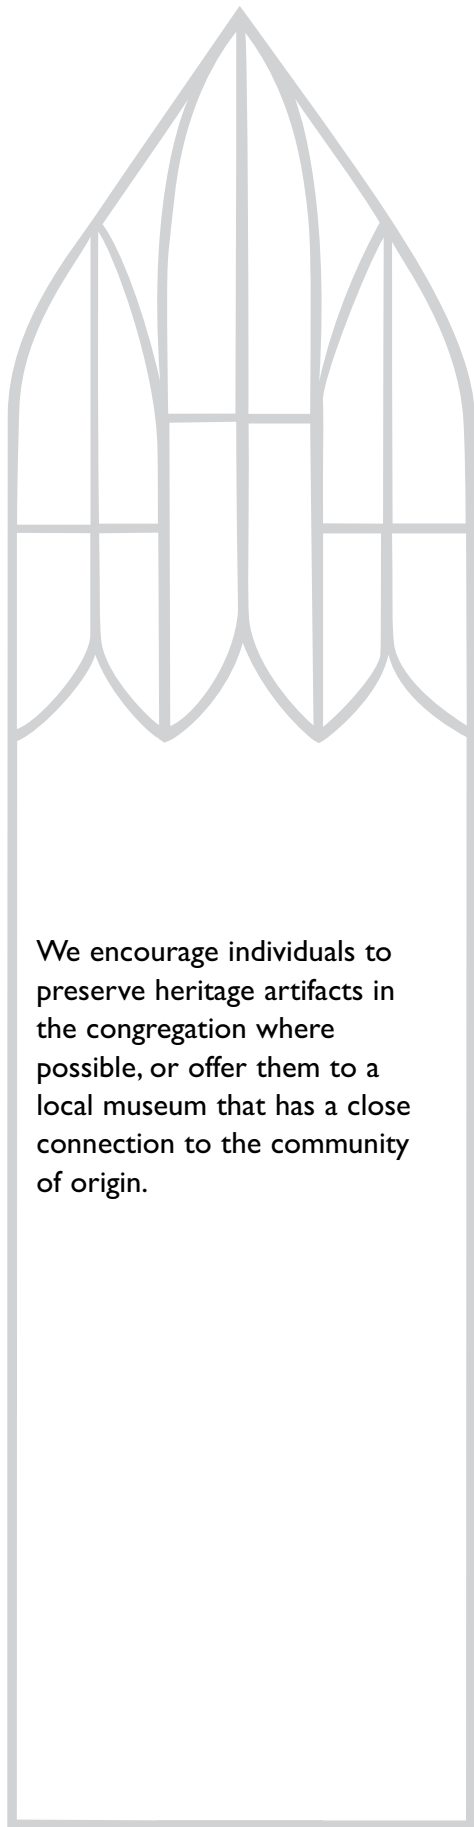 We encourage individuals to
preserve heritage artifacts in
the congregation where
possible, or offer them to a
local museum that has a close
connection to the community
of origin.